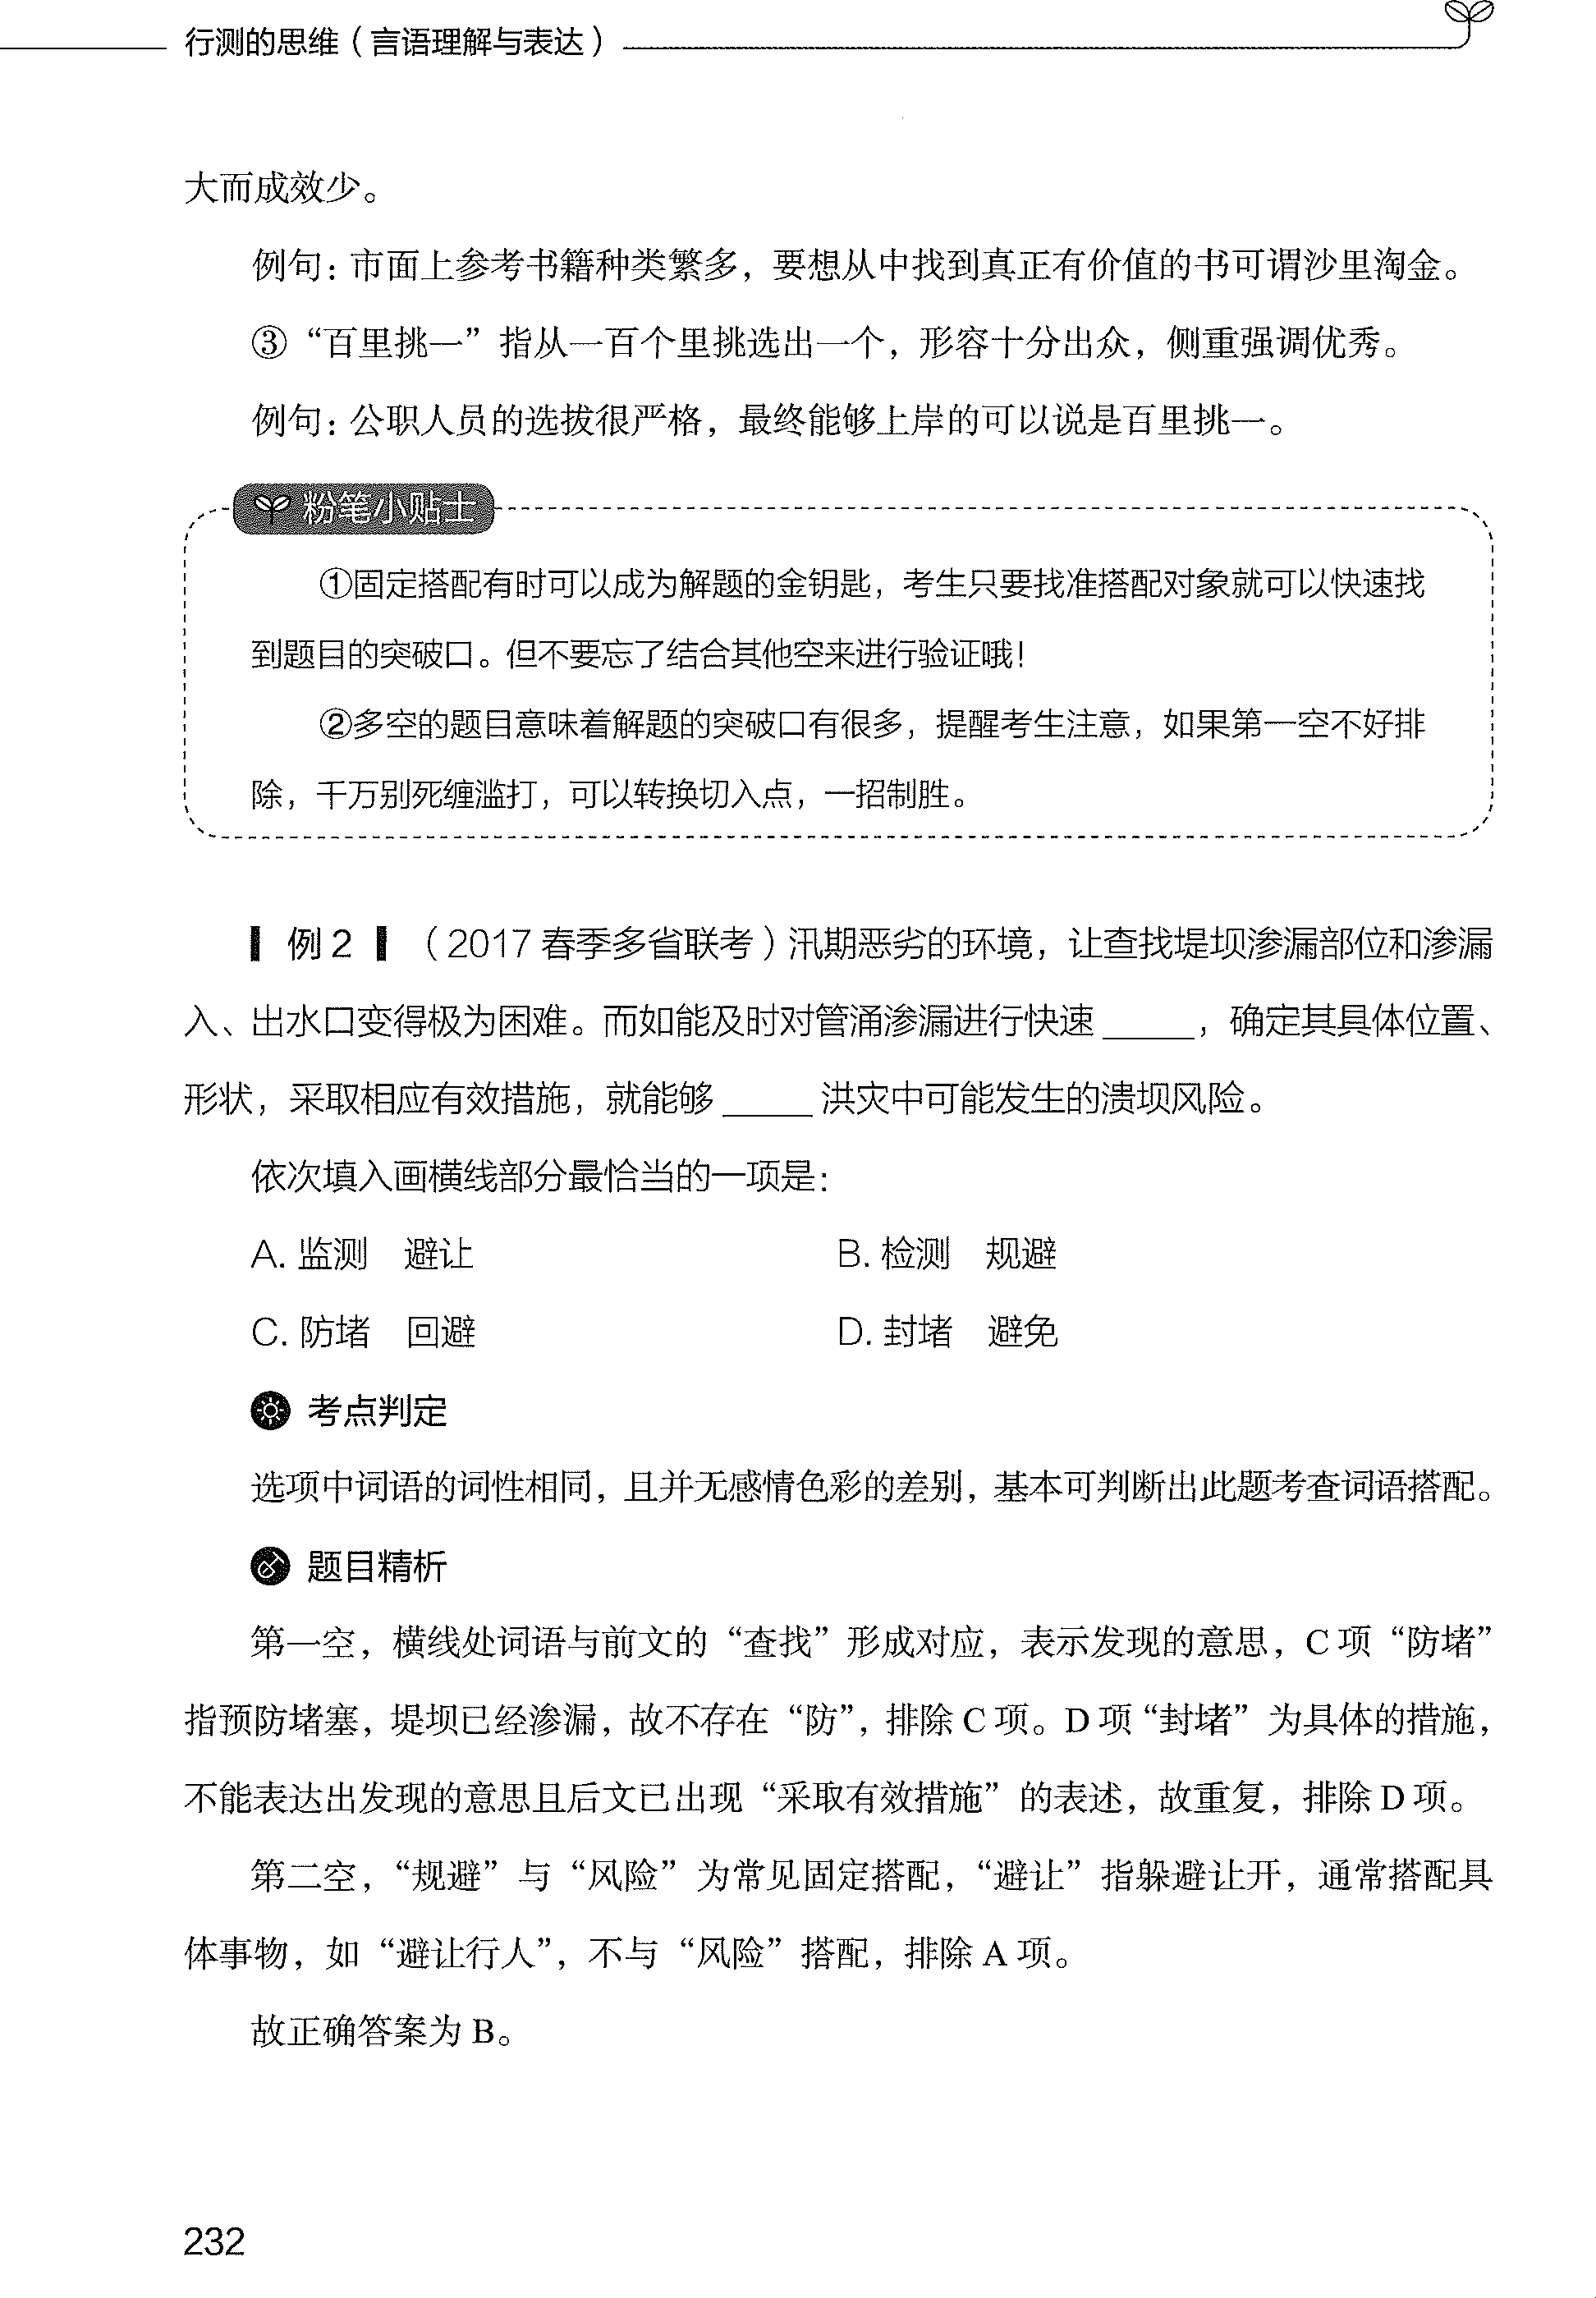 行测的思维（言语理解与表达）
大而成效少。
例句：市面上参考书籍种类繁多，要想从中找到真正有价值的书可谓沙里淘金。
③“百里挑一”指从一百个里挑选出一个，形容十分出众，侧重强调优秀。
例句：公职人员的选拔很严格，最终能够上岸的可以说是百里挑一。
粉笔小贴士
①固定搭配有时可以成为解题的金钥匙，考生只要找准搭配对象就可以快速找
到题目的突破口。但不要忘了结合其他空来进行验证哦！
②多空的题目意味着解题的突破口有很多，提醒考生注意，如果第一空不好排
除，千万别死缠滥打，可以转换切入点，一招制胜。
例2 （2017春季多省联考）汛期恶劣的环境，让查找堤坝渗漏部位和渗漏
入、出水口变得极为困难。而如能及时对管涌渗漏进行快速_____，确定其具体位置、
形状，采取相应有效措施，就能够_____洪灾中可能发生的溃坝风险。
依次填入画横线部分最恰当的一项是：
A. 监测　避让　B. 检测　规避
C. 防堵　回避　D. 封堵　避免
考点判定
选项中词语的词性相同，且并无感情色彩的差别，基本可判断出此题考查词语搭配。
题目精析
第一空，横线处词语与前文的“查找”形成对应，表示发现的意思，C项“防堵”
指预防堵塞，堤坝已经渗漏，故不存在“防”，排除C项。D项“封堵”为具体的措施，
不能表达出发现的意思且后文已出现“采取有效措施”的表述，故重复，排除D项。
第二空，“规避”与“风险”为常见固定搭配，“避让”指躲避让开，通常搭配具
体事物，如“避让行人”，不与“风险”搭配，排除A项。
故正确答案为B。
232